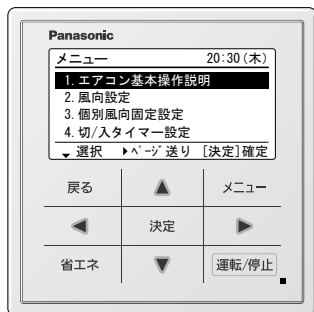 Panasonic
メニュー 20:30(木)
1. エアコン基本操作説明
2. 風向設定
3. 個別風向固定設定
4. 切/入タイマー設定
選択 ▸ページ送り [決定]確定
戻る ▲ メニュー
◀ 決定 ▶
省エネ ▼ 運転/停止